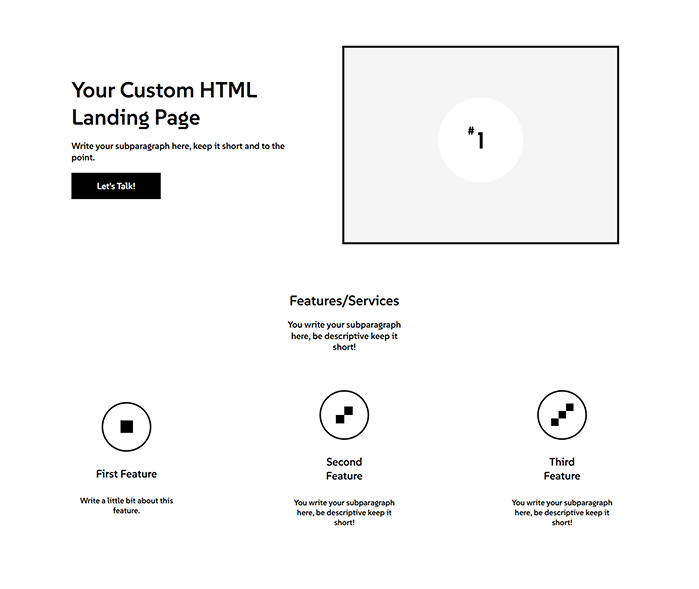 Your Custom HTML
Landing Page
Write your subparagraph here, keep it short and to the
point.
Let's Talk!
#1
Features/Services
You write your subparagraph
here, be descriptive keep it
short!
First Feature
Write a little bit about this
feature.
Second
Feature
You write your subparagraph
here, be descriptive keep it
short!
Third
Feature
You write your subparagraph
here, be descriptive keep it
short!